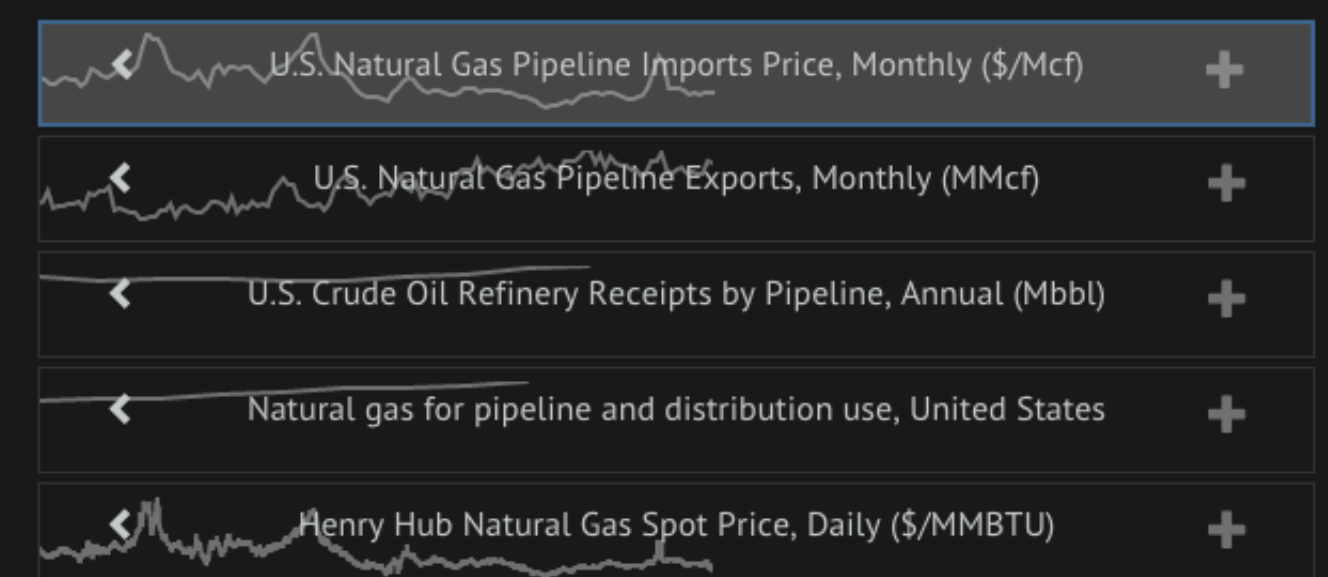 U.S. Natural Gas Pipeline Imports Price, Monthly ($/Mcf)
U.S. Natural Gas Pipeline Exports, Monthly (MMcf)
U.S. Crude Oil Refinery Receipts by Pipeline, Annual (Mbbl)
Natural gas for pipeline and distribution use, United States
Henry Hub Natural Gas Spot Price, Daily ($/MMBTU)